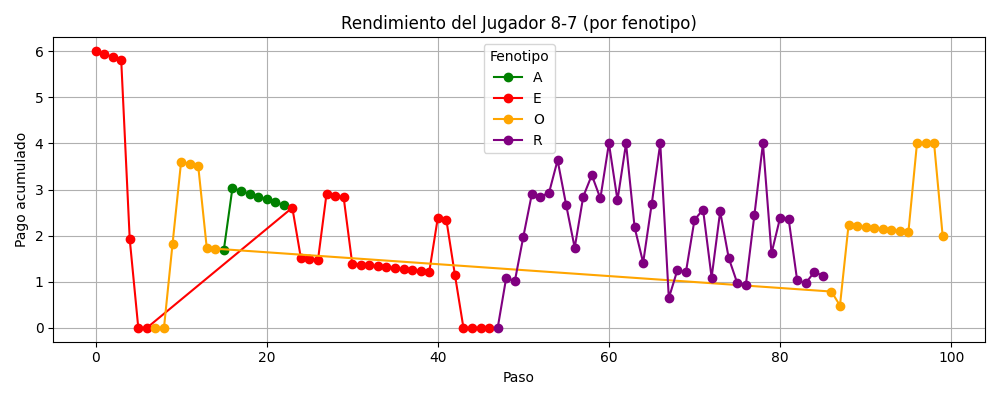 Rendimiento del Jugador 8-7 (por fenotipo)
Pago acumulado
6
5
4
3
2
1
0
Fenotipo
A
E
O
R
0 20 40 60 80 100
Paso